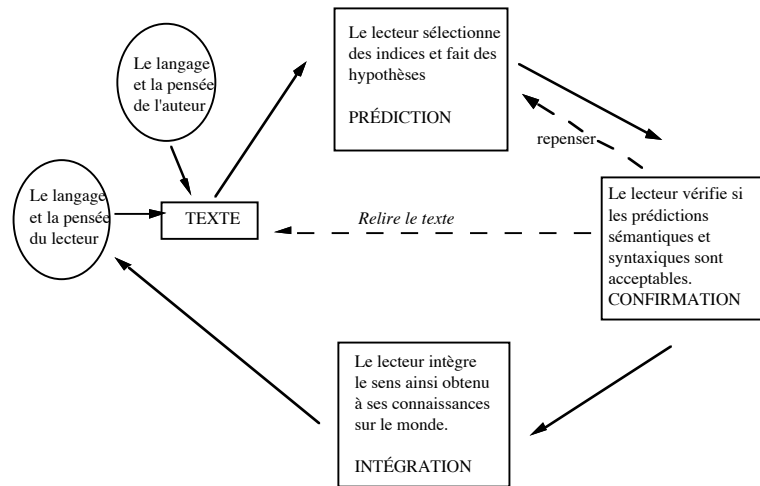 Le langage
et la pensée
de l'auteur
Le lecteur sélectionne
des indices et fait des
hypothèses
PRÉDICTION
repenser
Le langage
et la pensée
du lecteur
TEXTE
Relire le texte
Le lecteur vérifie si
les prédictions
sémantiques et
syntaxiques sont
acceptables.
CONFIRMATION
Le lecteur intègre
le sens ainsi obtenu
à ses connaissances
sur le monde.
INTÉGRATION